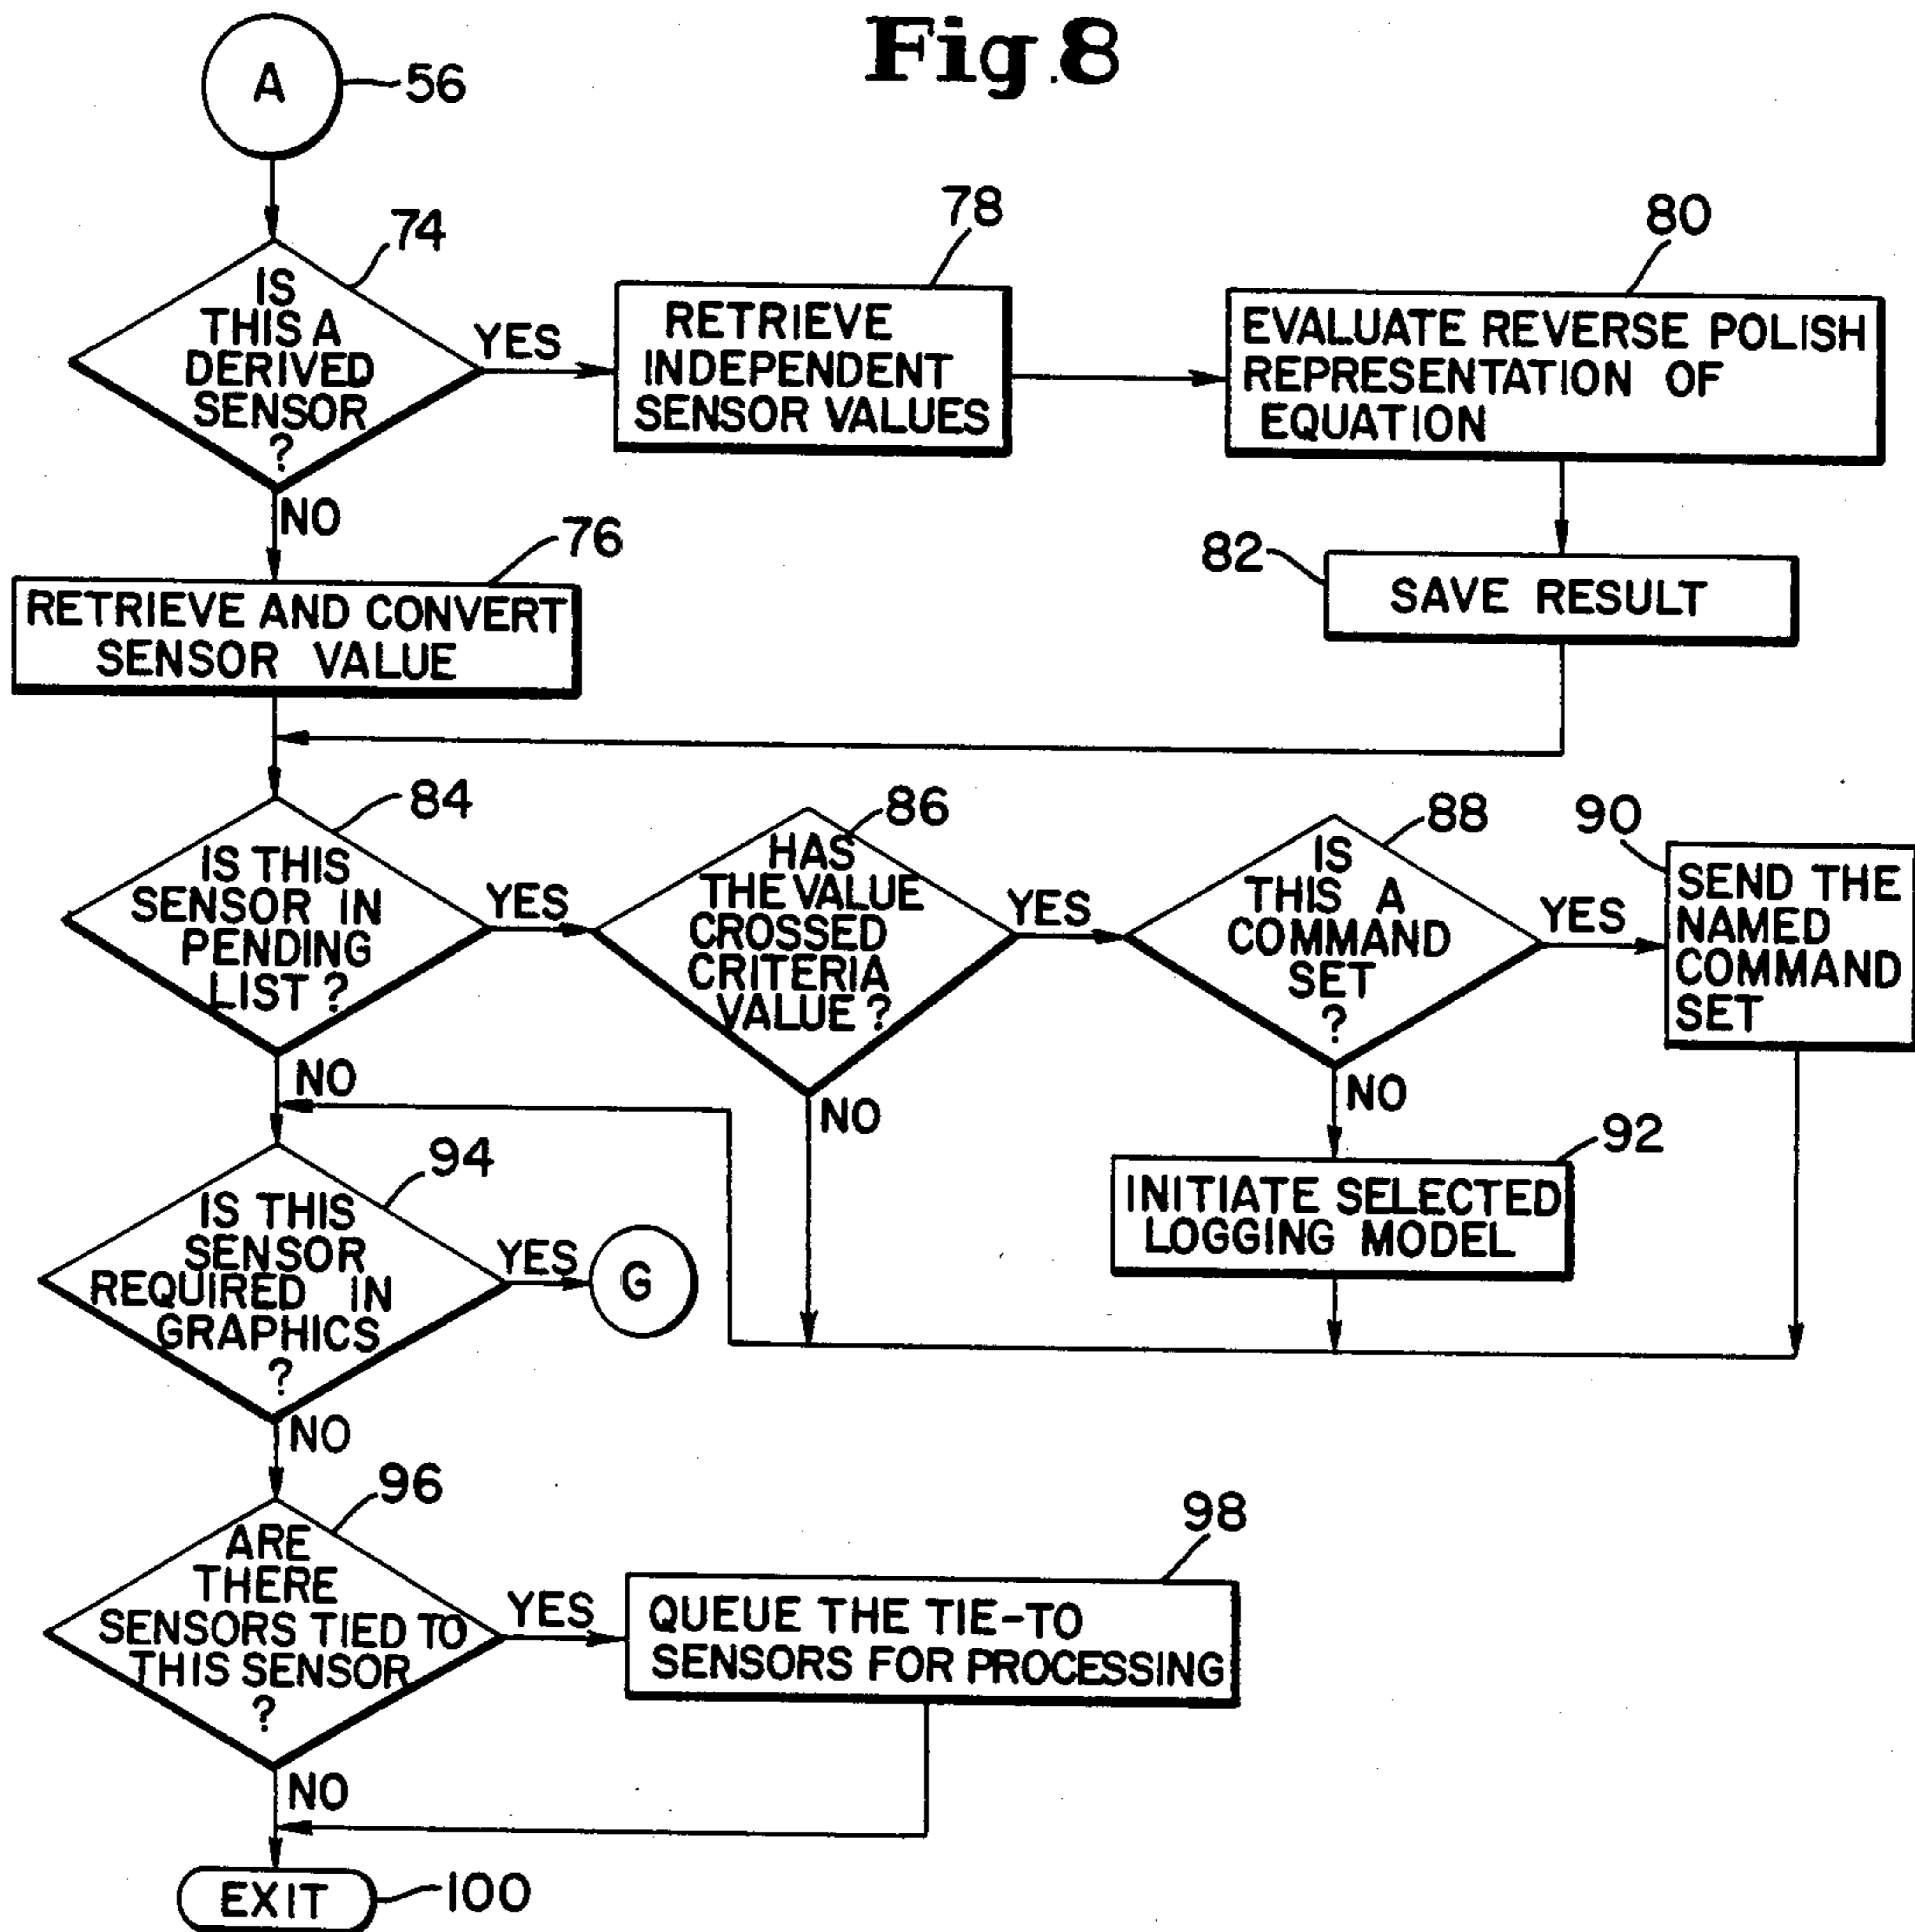 Fig.8
A
56
74
IS
THIS A
DERIVED
SENSOR
?
YES
NO
78
RETRIEVE
INDEPENDENT
SENSOR VALUES
80
EVALUATE REVERSE POLISH
REPRESENTATION OF
EQUATION
76
RETRIEVE AND CONVERT
SENSOR VALUE
82
SAVE RESULT
84
IS THIS
SENSOR IN
PENDING
LIST ?
YES
NO
86
HAS
THE VALUE
CROSSED
CRITERIA
VALUE ?
YES
NO
88
IS
THIS A
COMMAND
SET
?
YES
NO
90
SEND THE
NAMED
COMMAND
SET
92
INITIATE SELECTED
LOGGING MODEL
94
IS THIS
SENSOR
REQUIRED IN
GRAPHICS
?
YES
G
NO
96
ARE
THERE
SENSORS TIED TO
THIS SENSOR
?
YES
NO
98
QUEUE THE TIE-TO
SENSORS FOR PROCESSING
EXIT
100